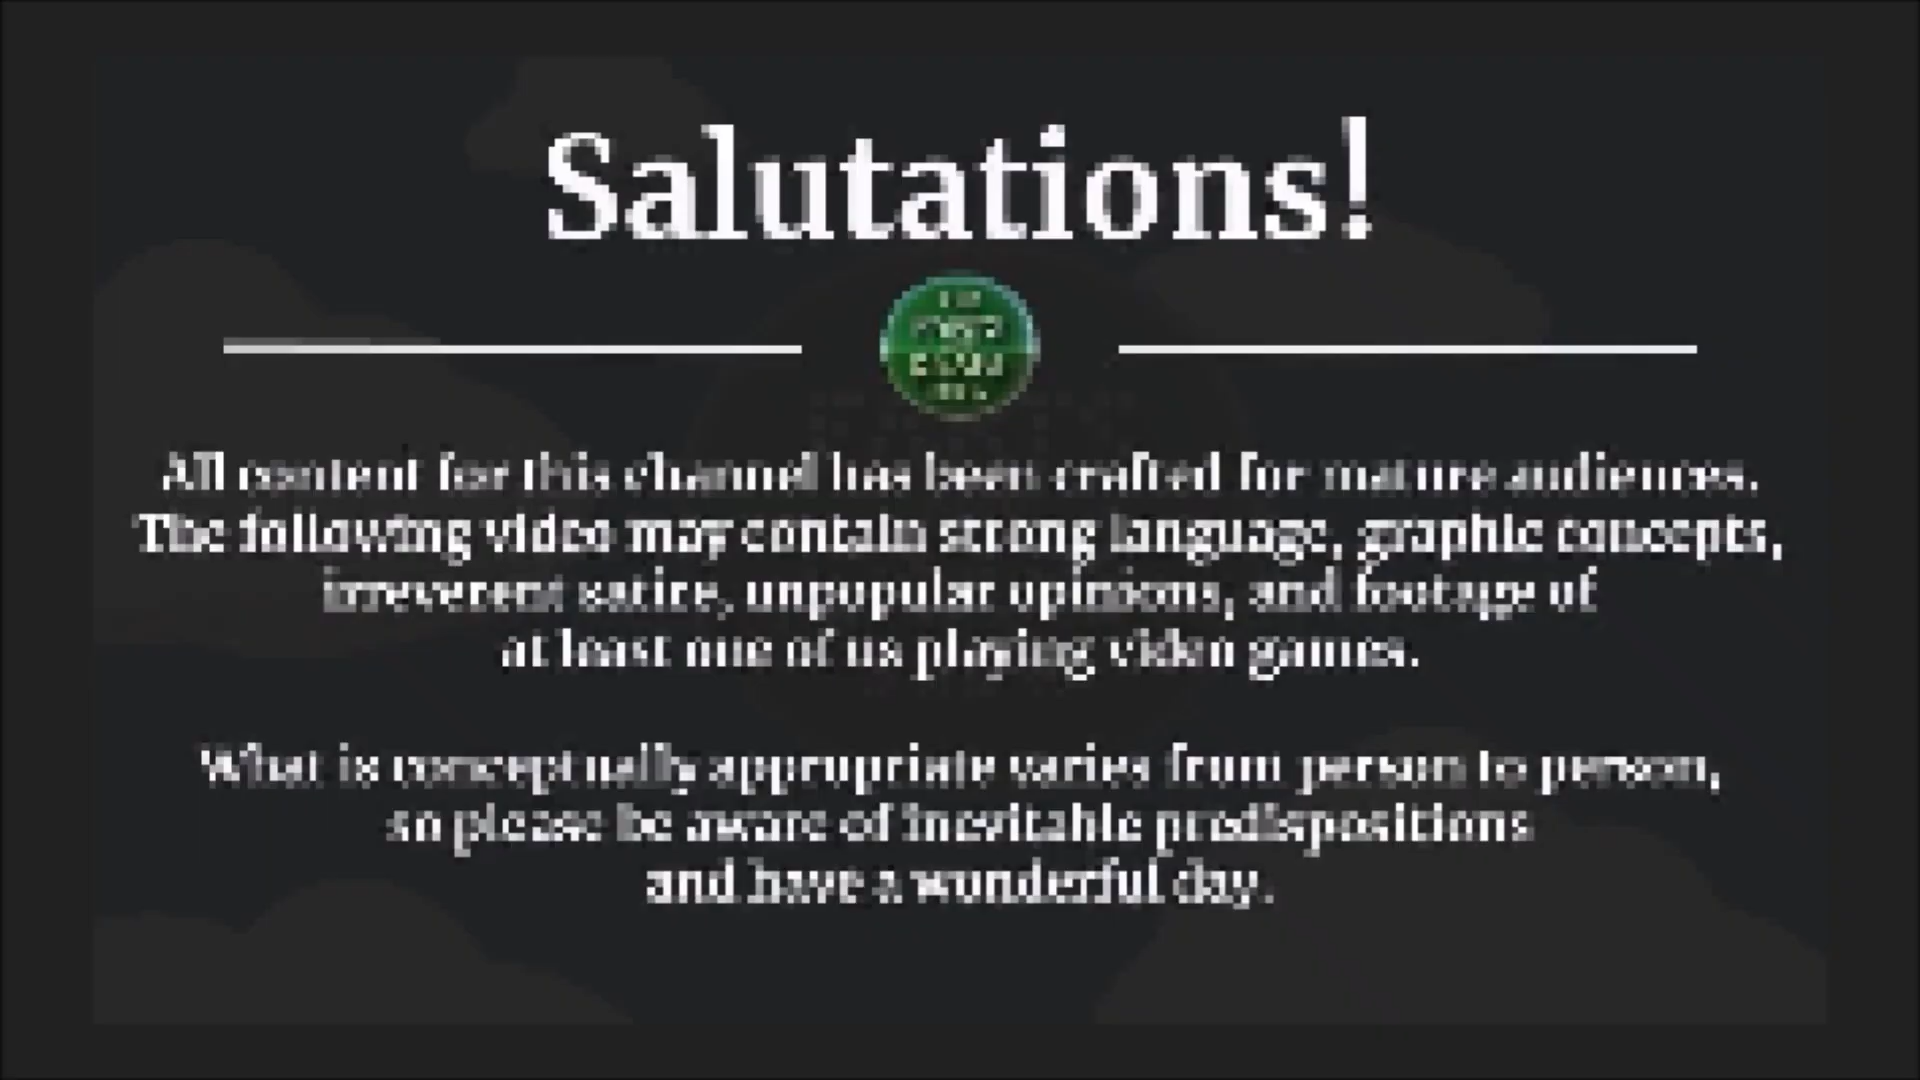 Salutations!
All content for this channel has been crafted for mature audiences.
The following video may contain strong language, graphic concepts,
irreverent satire, unpopular opinions, and footage of
at least one of us playing video games.
What is conceptually appropriate varies from person to person,
so please be aware of inevitable predispositions
and have a wonderful day.